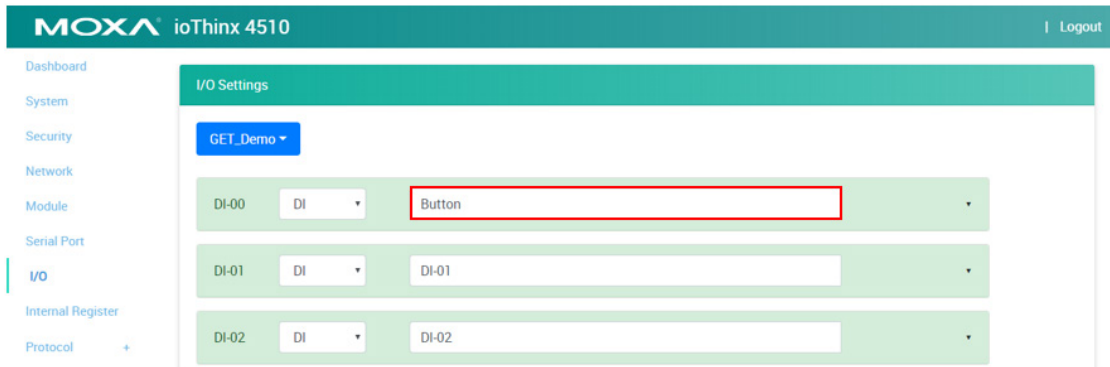 MOXA® ioThinx 4510 | Logout
Dashboard
System
Security
Network
Module
Serial Port
I/O
Internal Register
Protocol +
I/O Settings
GET_Demo
DI-00 DI Button
DI-01 DI DI-01
DI-02 DI DI-02